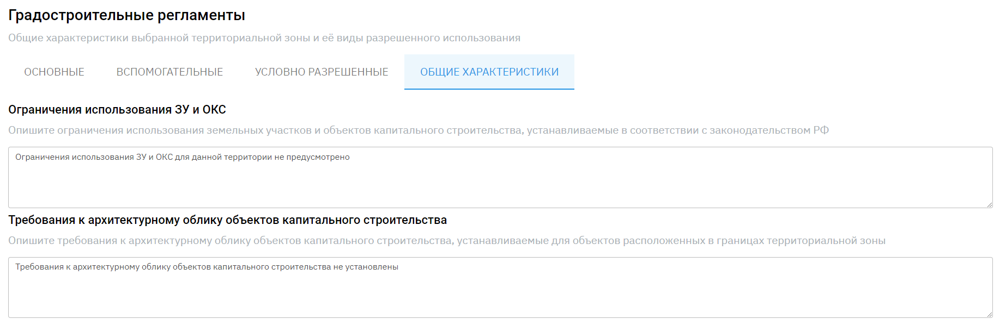 Градостроительные регламенты
Общие характеристики выбранной территориальной зоны и её виды разрешенного использования
ОСНОВНЫЕ ВСПОМОГАТЕЛЬНЫЕ УСЛОВНО РАЗРЕШЕННЫЕ ОБЩИЕ ХАРАКТЕРИСТИКИ
Ограничения использования ЗУ и ОКС
Опишите ограничения использования земельных участков и объектов капитального строительства, устанавливаемые в соответствии с законодательством РФ
Ограничения использования ЗУ и ОКС для данной территории не предусмотрено
Требования к архитектурному облику объектов капитального строительства
Опишите требования к архитектурному облику объектов капитального строительства, устанавливаемые для объектов расположенных в границах территориальной зоны
Требования к архитектурному облику объектов капитального строительства не установлены